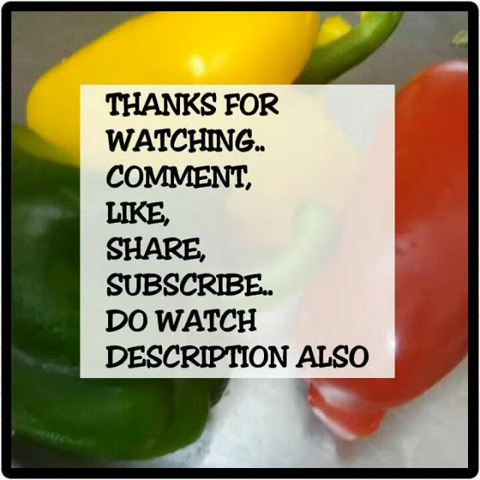 THANKS FOR
WATCHING..
COMMENT,
LIKE,
SHARE,
SUBSCRIBE..
DO WATCH
DESCRIPTION ALSO